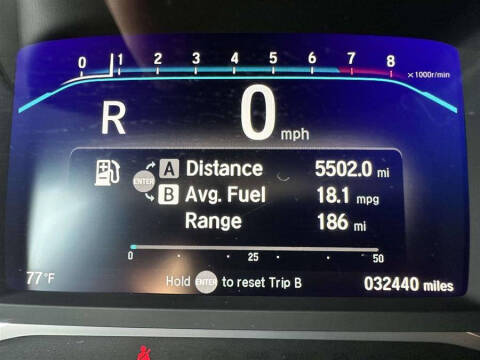 0 1 2 3 4 5 6 7 8
×1000r/min
R 0 mph
A Distance 5502.0 mi
ENTER
B Avg. Fuel 18.1 mpg
Range 186 mi
0 25 50
77°F Hold ENTER to reset Trip B 032440 miles